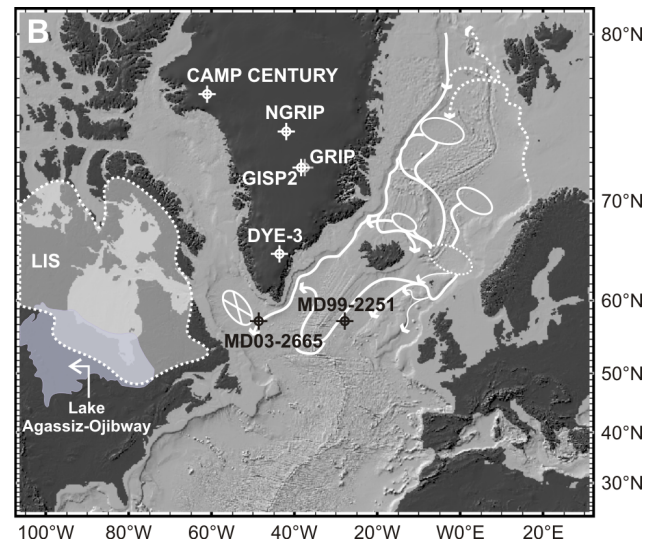 B
80°N
CAMP CENTURY
NGRIP
GRIP
GISP2
70°N
DYE-3
LIS
60°N
MD99-2251
MD03-2665
50°N
Lake
Agassiz-Ojibway
40°N
30°N
100°W 80°W 60°W 40°W 20°W W0°E 20°E